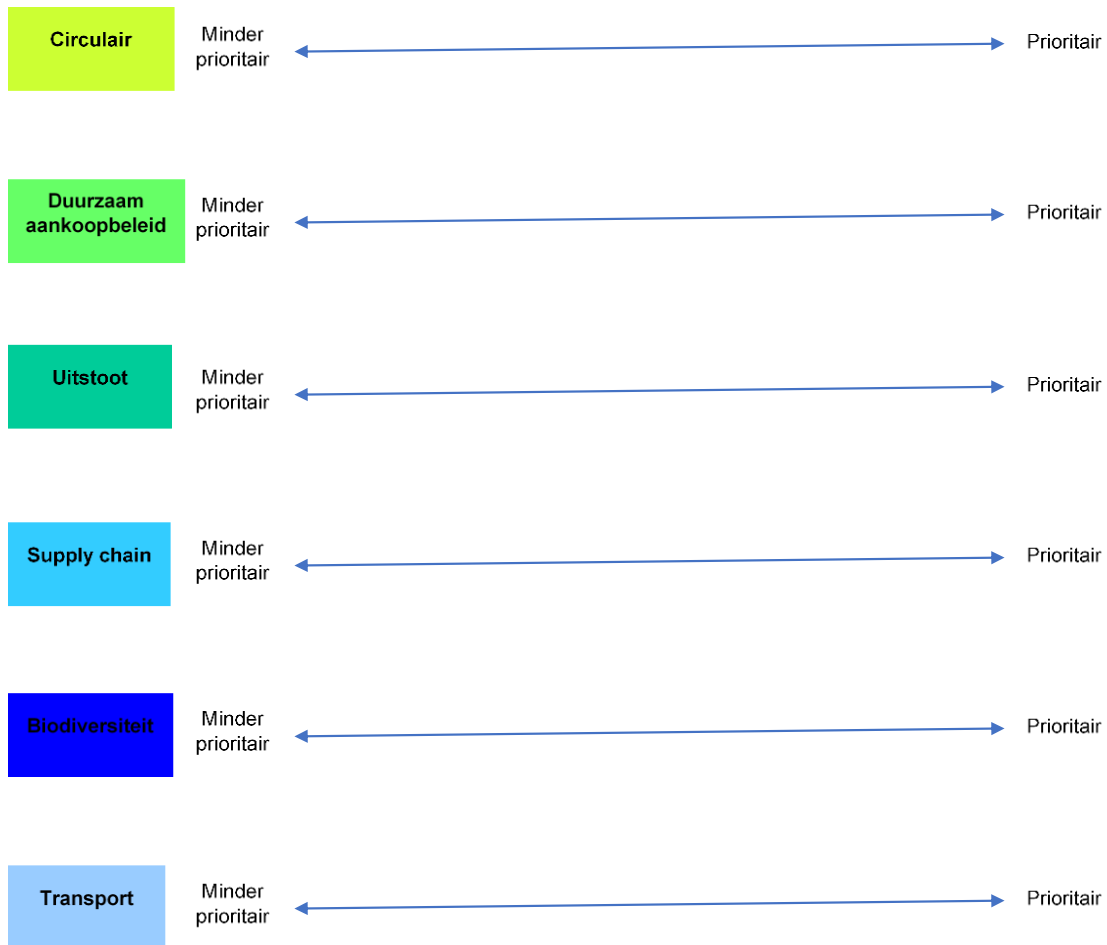 Circulair
Minder
prioritair
Prioritair
Duurzaam
aankoopbeleid
Minder
prioritair
Prioritair
Uitstoot
Minder
prioritair
Prioritair
Supply chain
Minder
prioritair
Prioritair
Biodiversiteit
Minder
prioritair
Prioritair
Transport
Minder
prioritair
Prioritair